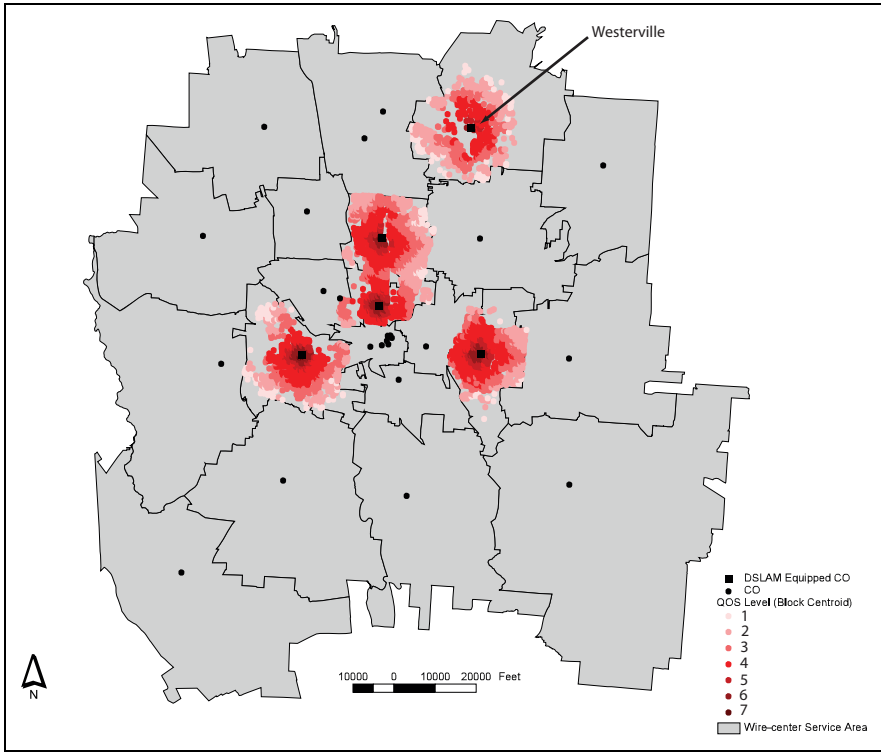 Westerville
DSLAM Equipped CO
CO
QOS Level (Block Centroid)
1
2
3
4
5
6
7
Wire-center Service Area
10000 0 10000 20000 Feet
N